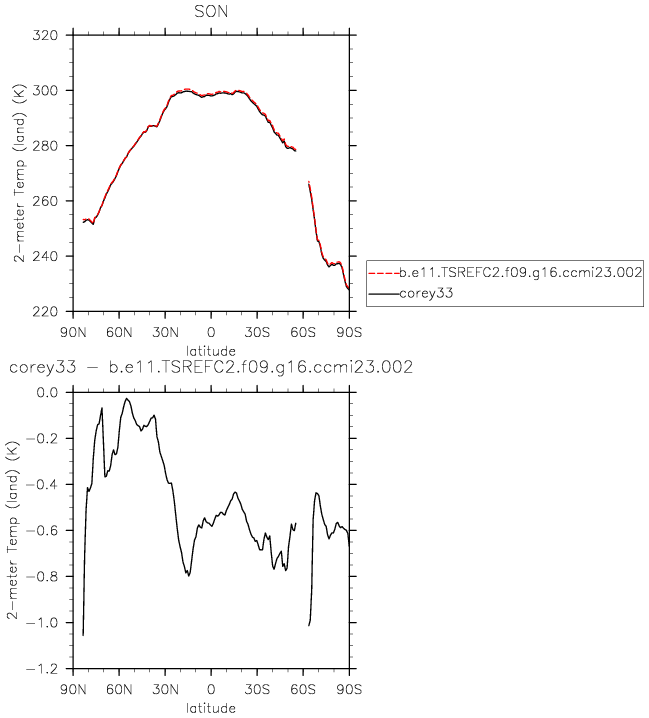 SON
320
300
280
260
240
220
2-meter Temp (land) (K)
90N 60N 30N 0 30S 60S 90S
latitude
b.e11.TSREFC2.f09.g16.ccmi23.002
corey33
corey33 - b.e11.TSREFC2.f09.g16.ccmi23.002
0.0
-0.2
-0.4
-0.6
-0.8
-1.0
-1.2
2-meter Temp (land) (K)
90N 60N 30N 0 30S 60S 90S
latitude